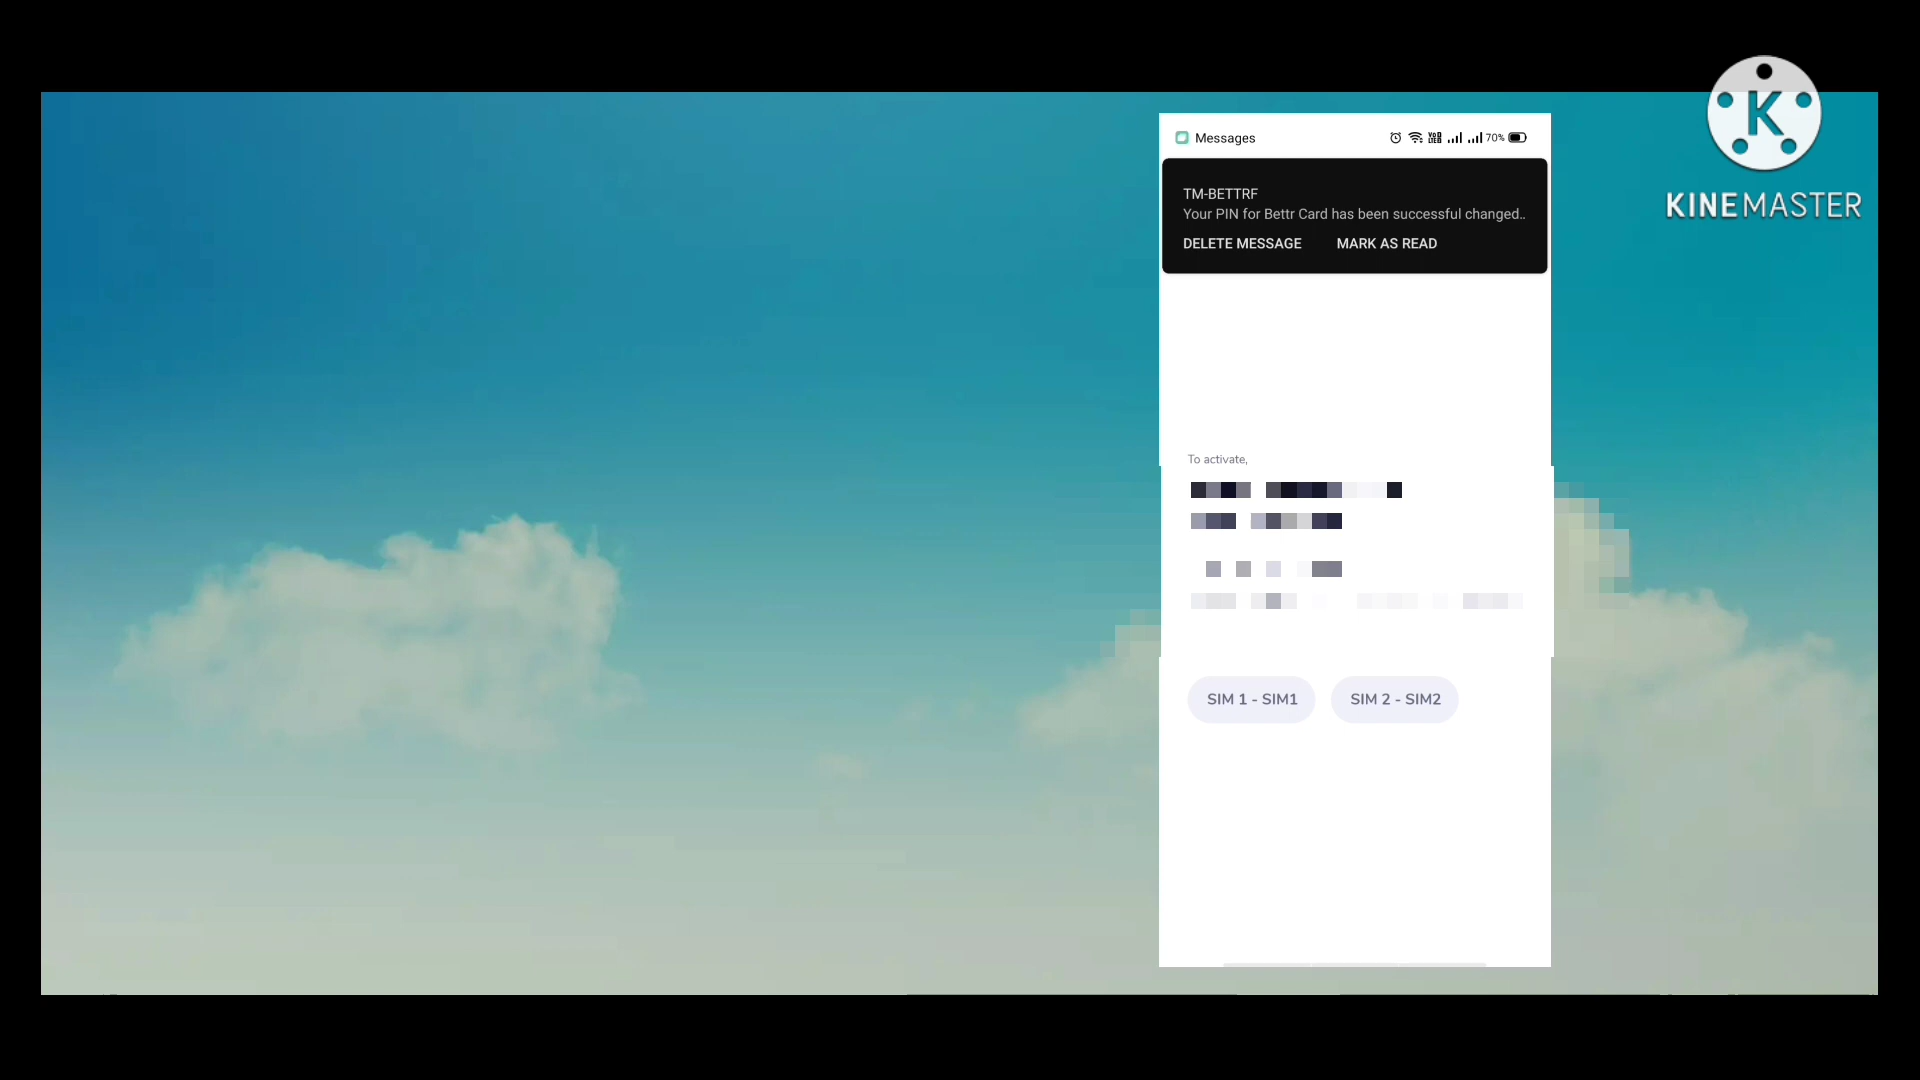 Messages
70%
TM-BETTRF
Your PIN for Bettr Card has been successful changed..
DELETE MESSAGE MARK AS READ
To activate,
SIM 1 - SIM1 SIM 2 - SIM2
K
KINEMASTER